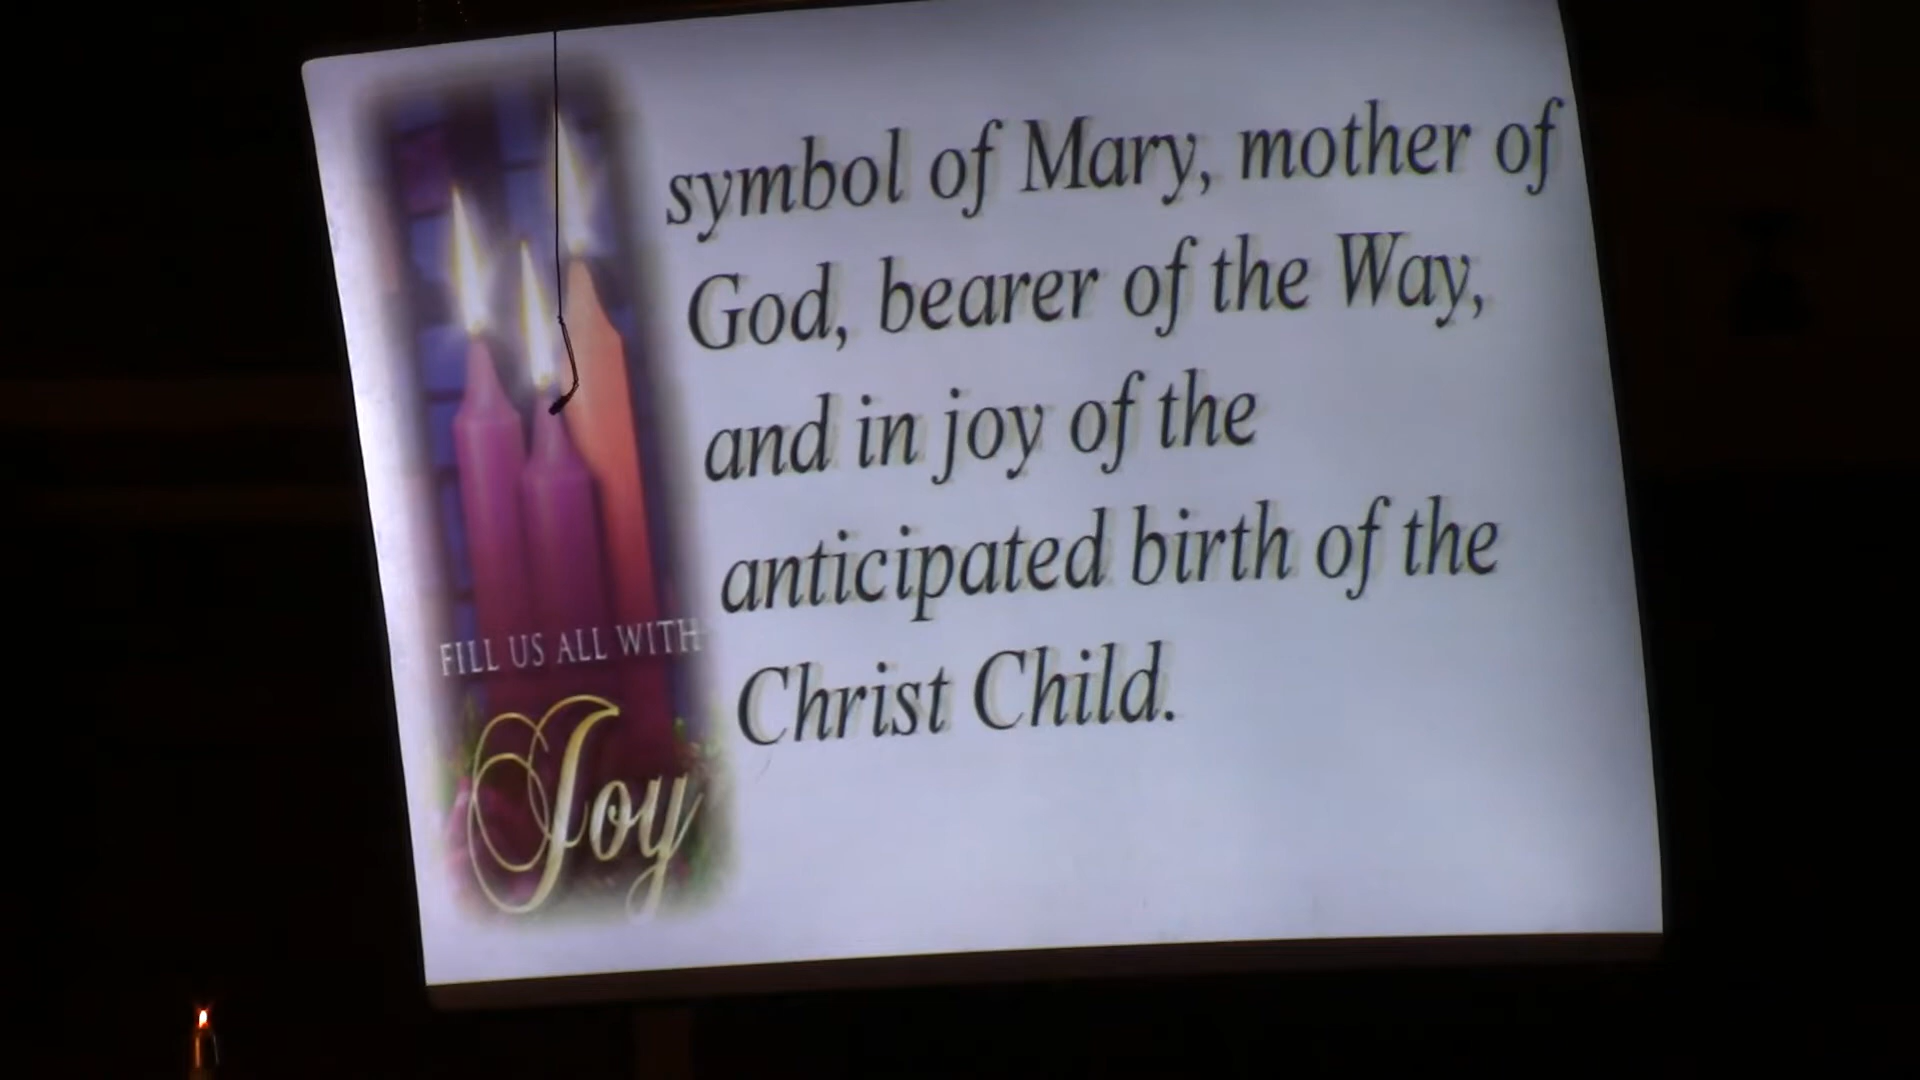 symbol of Mary, mother of
God, bearer of the Way,
and in joy of the
anticipated birth of the
Christ Child.
FILL US ALL WITH
Joy